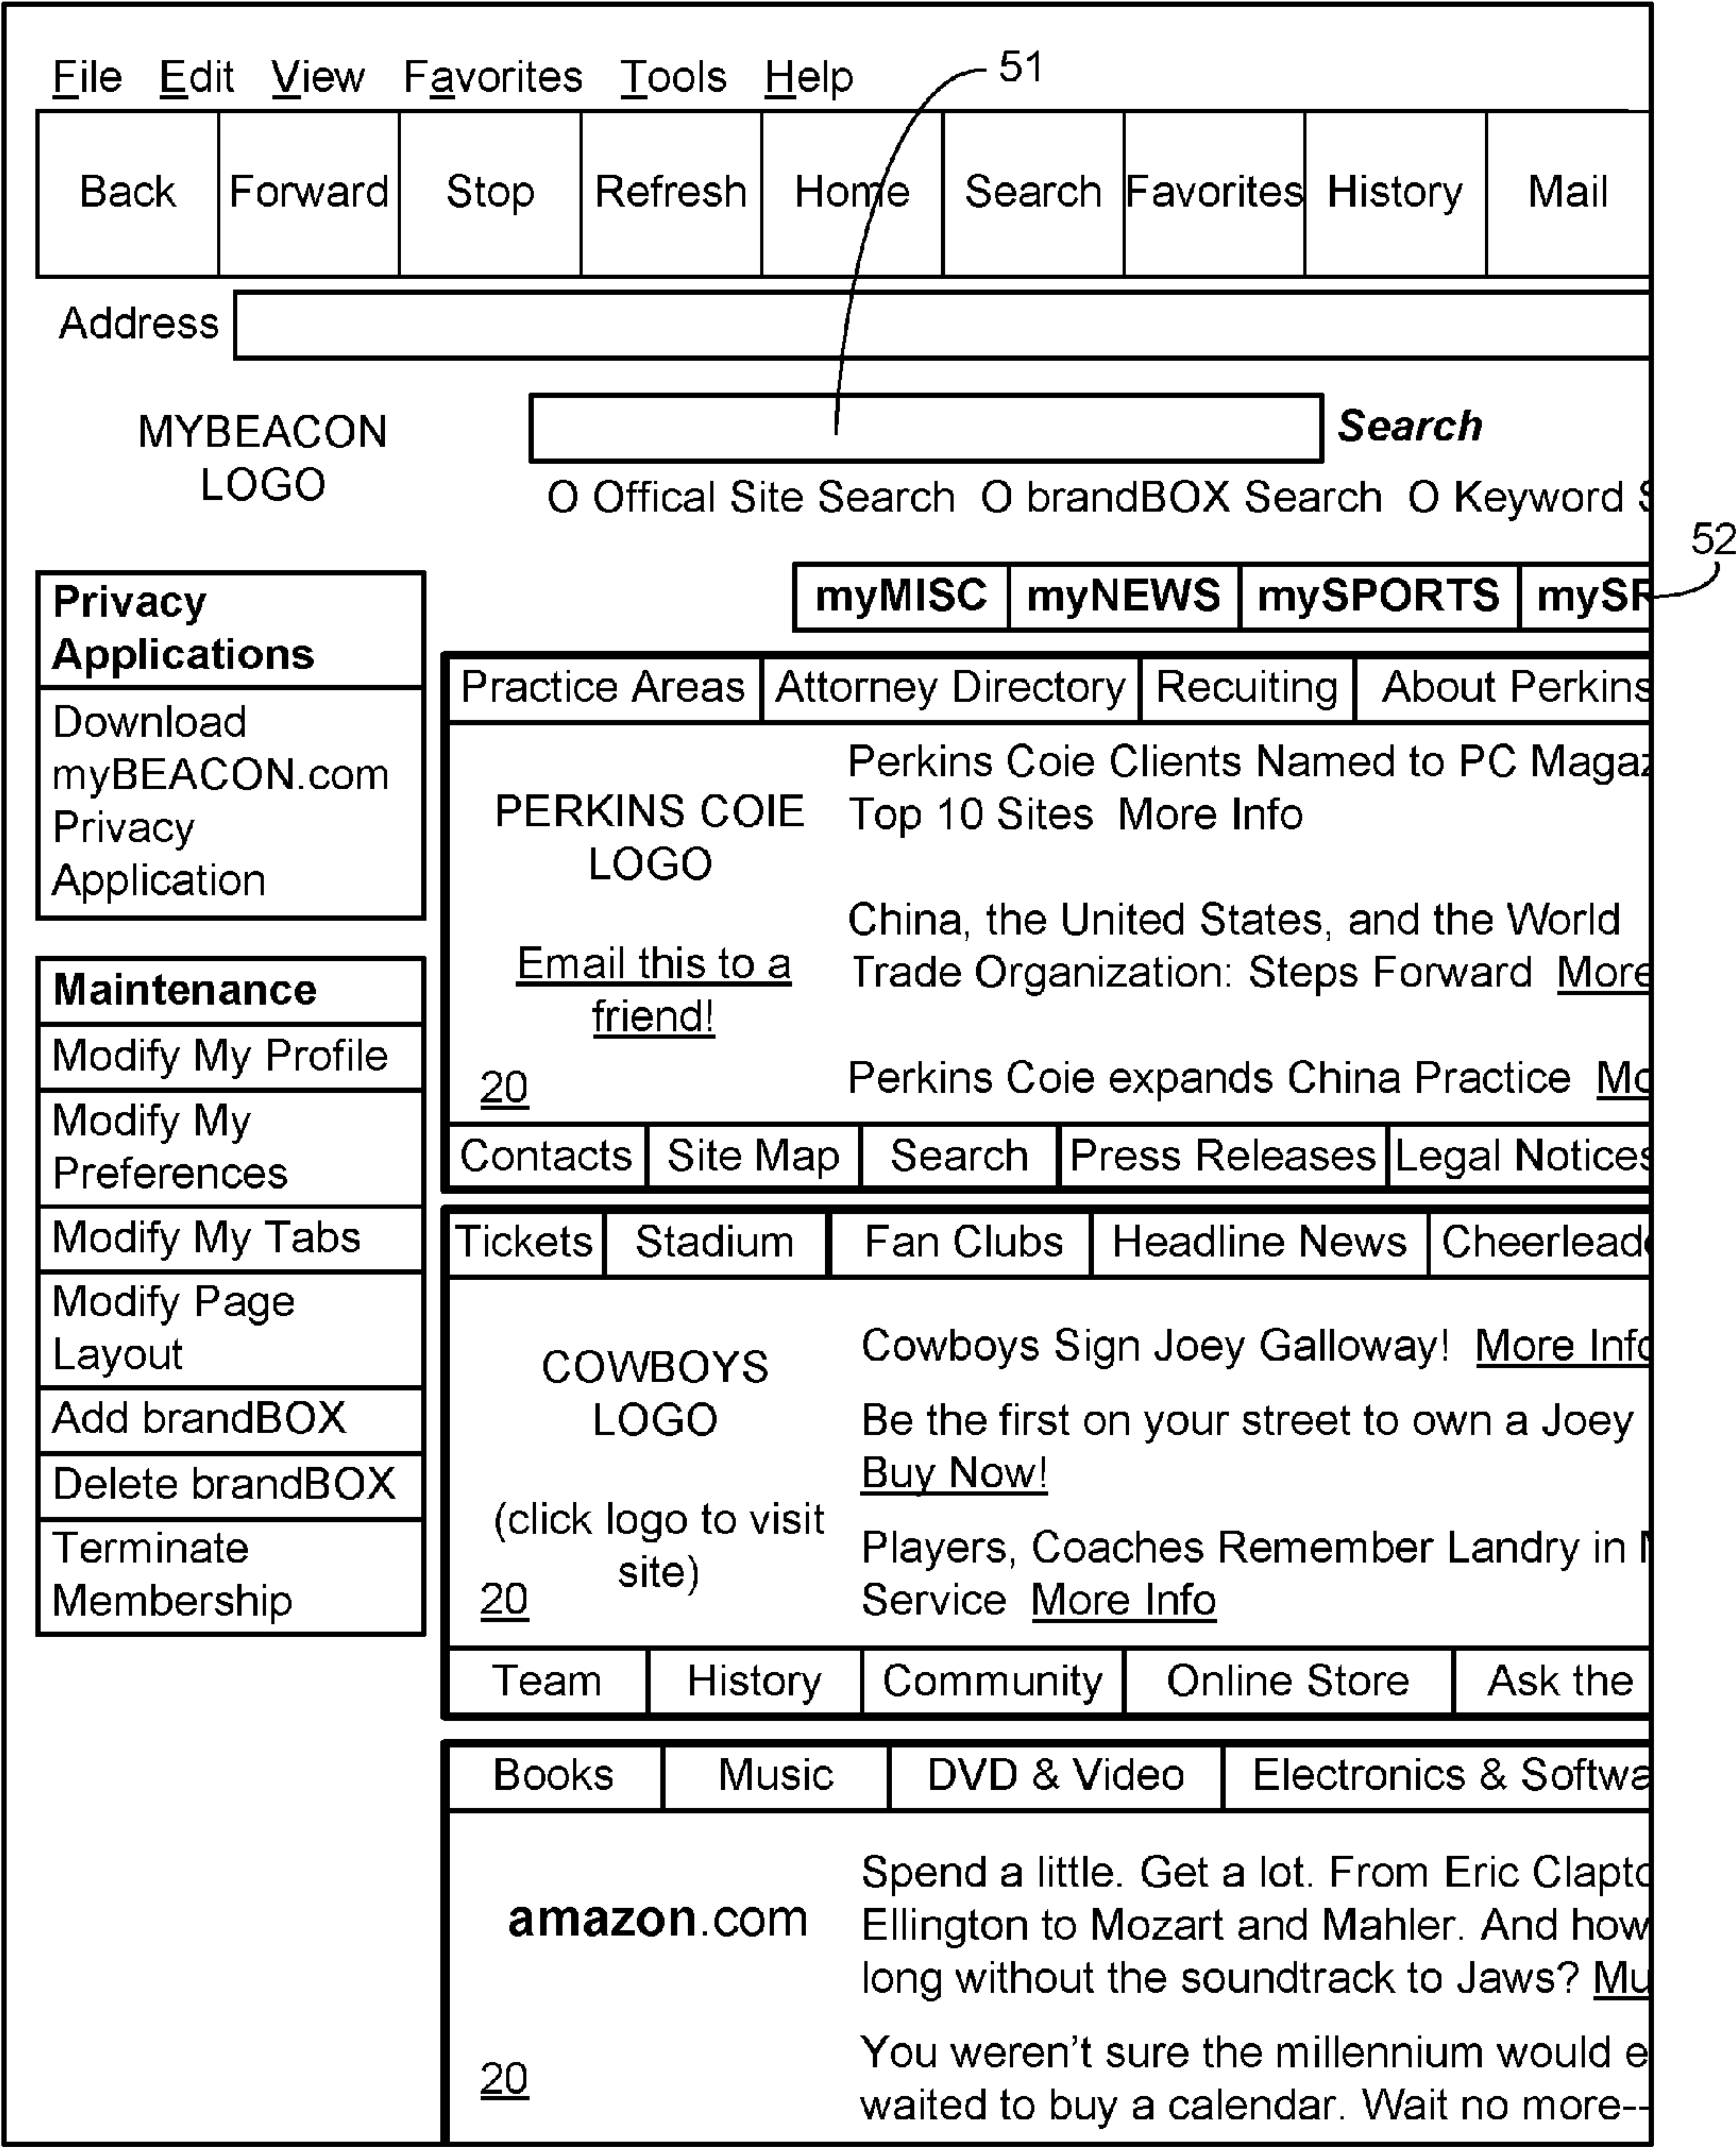 File Edit View Favorites Tools Help
51
Back Forward Stop Refresh Home Search Favorites History Mail
Address
MYBEACON
LOGO
Search
O Offical Site Search O brandBOX Search O Keyword
52
myMISC myNEWS mySPORTS
Privacy
Applications
Download
myBEACON.com
Privacy
Application
Maintenance
Modify My Profile
Modify My
Preferences
Modify My Tabs
Modify Page
Layout
Add brandBOX
Delete brandBOX
Terminate
Membership
Practice Areas Attorney Directory Recuiting About Perkins
PERKINS COIE
LOGO
Email this to a
friend!
20
Perkins Coie Clients Named to PC
Top 10 Sites More Info
China, the United States, and the World
Trade Organization: Steps Forward More
Perkins Coie expands China Practice
Contacts Site Map Search Press Releases Legal Notices
Tickets Stadium Fan Clubs Headline News
COWBOYS
LOGO
(click logo to visit
site)
20
Cowboys Sign Joey Galloway! More Info
Be the first on your street to own a Joey
Buy Now!
Players, Coaches Remember Landry in
Service More Info
Team History Community Online Store Ask the
Books Music DVD & Video Electronics &
amazon.com
20
Spend a little. Get a lot. From Eric
Ellington to Mozart and Mahler. And how
long without the soundtrack to Jaws?
You weren't sure the millennium would
waited to buy a calendar. Wait no more--